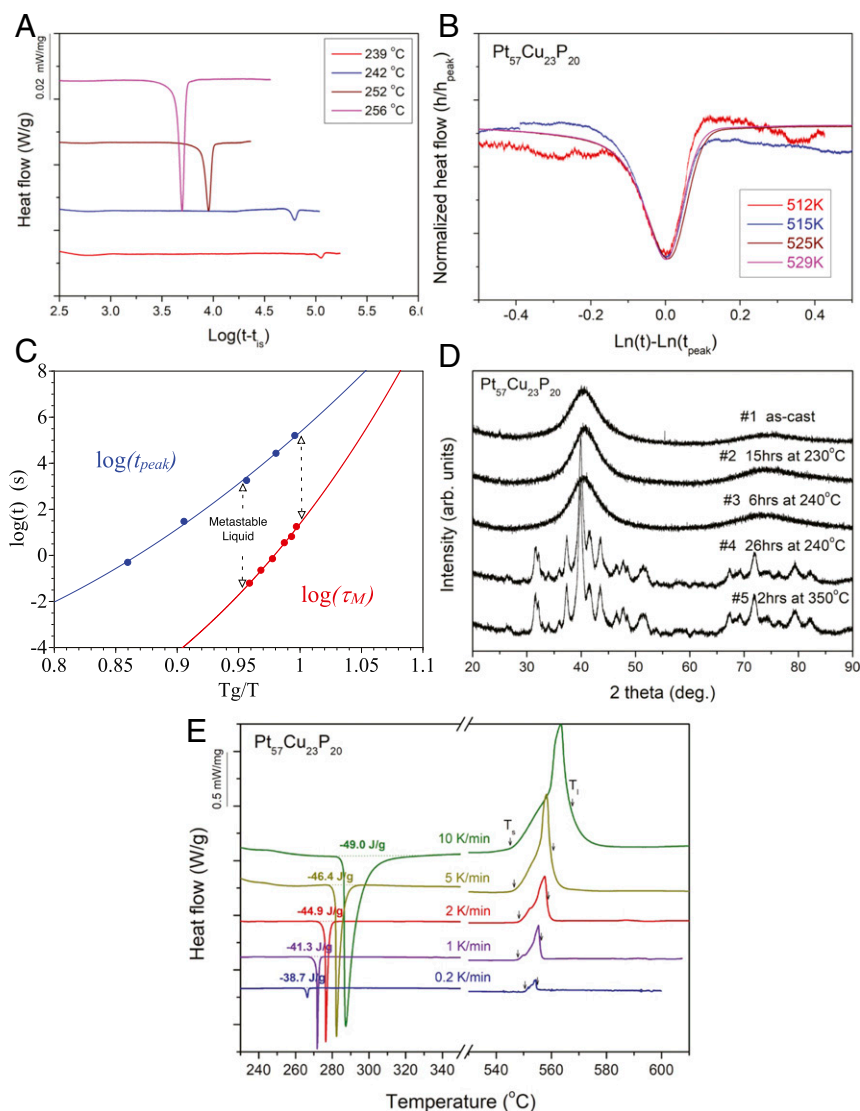 A
0.02 mW/mg
239 °C
242 °C
252 °C
256 °C
Heat flow (W/g)
2.5 3.0 3.5 4.0 4.5 5.0 5.5 6.0
Log(t-tis)
B
Pt57Cu23P20
Normalized heat flow (h/hpeak)
512K
515K
525K
529K
-0.4 -0.2 0.0 0.2 0.4
Ln(t)-Ln(tpeak)
C
8
6
4
2
0
-2
-4
log(t) (s)
log(tpeak)
Metastable
Liquid
log(τM)
0.8 0.9 0.95 1 1.05 1.1
Tg/T
D
Pt57Cu23P20
Intensity (arb. units)
#1 as-cast
#2 15hrs at 230°C
#3 6hrs at 240°C
#4 26hrs at 240°C
#5 2hrs at 350°C
20 30 40 50 60 70 80 90
2 theta (deg.)
E
Pt57Cu23P20
0.5 mW/mg
Heat flow (W/g)
Ts
Tl
-49.0 J/g 10 K/min
-46.4 J/g 5 K/min
-44.9 J/g 2 K/min
-41.3 J/g 1 K/min
-38.7 J/g 0.2 K/min
240 260 280 300 320 340 540 560 580 600
Temperature (°C)